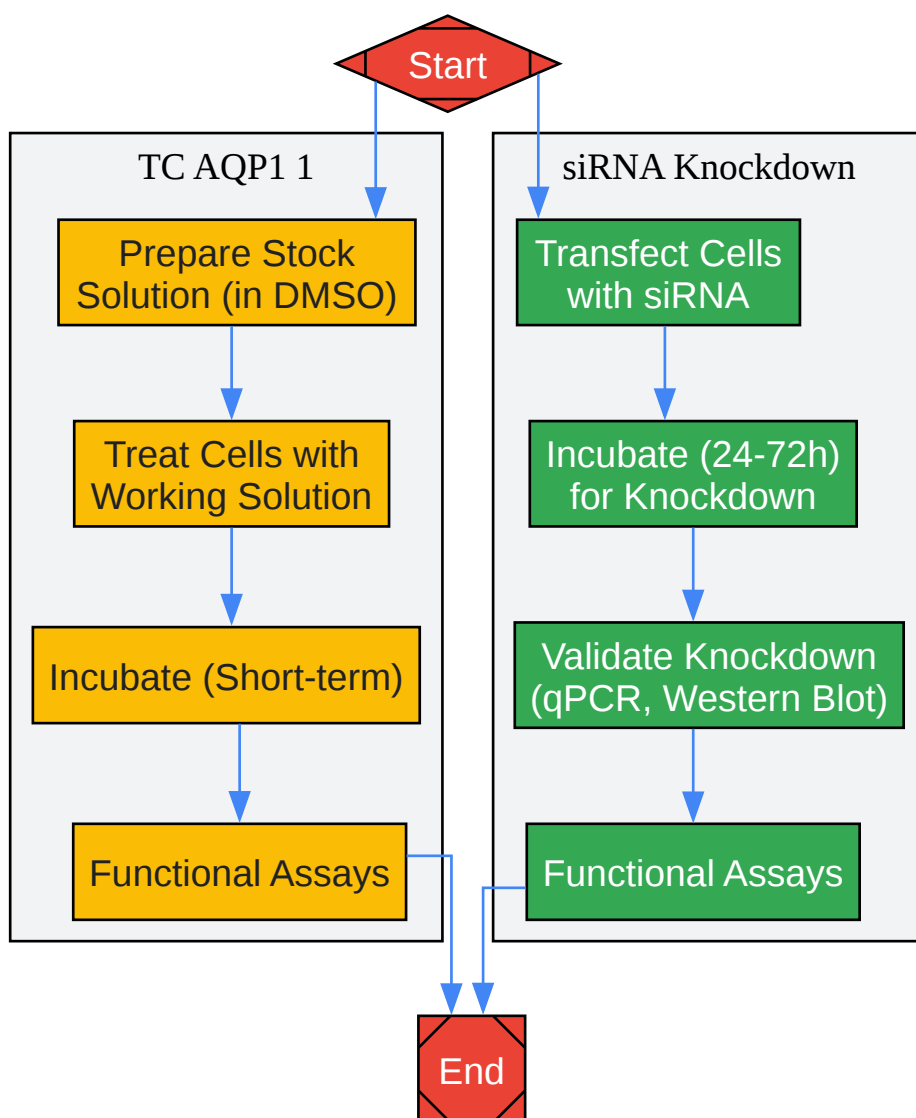 Start
TC AQP1 1
Prepare Stock
Solution (in DMSO)
Treat Cells with
Working Solution
Incubate (Short-term)
Functional Assays
siRNA Knockdown
Transfect Cells
with siRNA
Incubate (24-72h)
for Knockdown
Validate Knockdown
(qPCR, Western Blot)
Functional Assays
End